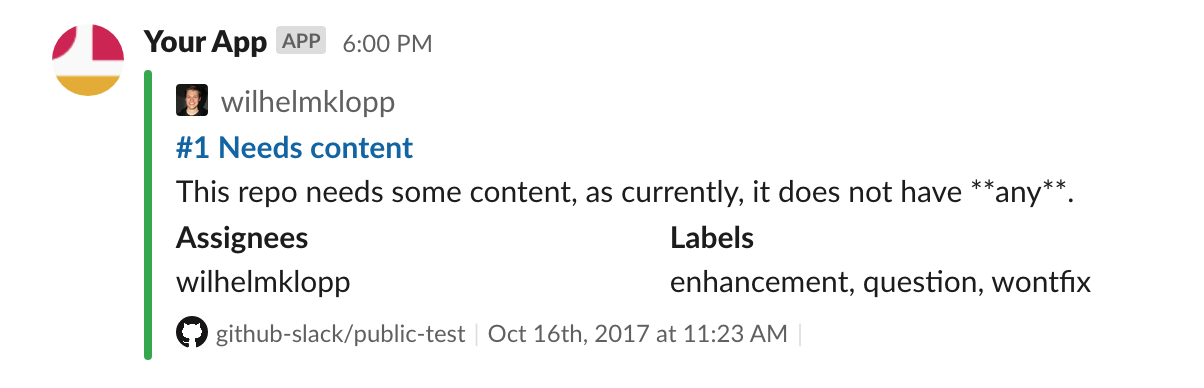 Your App APP 6:00 PM
wilhelmklopp
#1 Needs content
This repo needs some content, as currently, it does not have **any**.
Assignees Labels
wilhelmklopp enhancement, question, wontfix
github-slack/public-test | Oct 16th, 2017 at 11:23 AM |